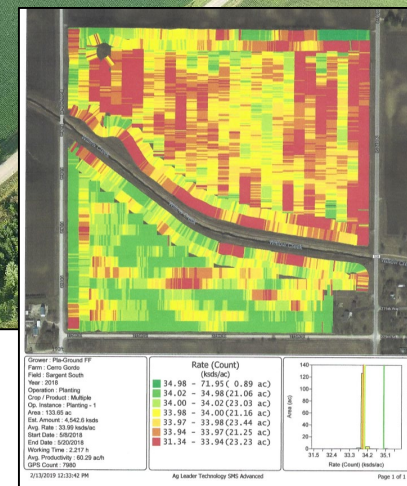 Grower : Pla-Ground FF
Farm : Cerro Gordo
Field : Sargent South
Year : 2018
Operation : Planting
Crop / Product : Multiple
Op. Instance : Planting - 1
Area : 133.65 ac
Est. Amount : 4,542.6 ksds
Avg. Rate : 33.99 ksds/ac
Start Date : 5/8/2018
End Date : 5/20/2018
Working Time : 2.217 h
Avg. Productivity : 60.29 ac/h
GPS Count : 7980
Rate (Count)
(ksds/ac)
34.98 - 71.95( 0.89 ac)
34.02 - 34.98(21.06 ac)
34.00 - 34.02(23.03 ac)
33.98 - 34.00(21.16 ac)
33.97 - 33.98(23.44 ac)
33.94 - 33.97(21.25 ac)
31.34 - 33.94(23.23 ac)
Area (ac)
140
120
100
80
60
40
20
0
31.5 32.4 33.3 34.2 35.1
Rate (Count) (ksds/ac)
2/13/2019 12:33:42 PM
Ag Leader Technology SMS Advanced
Page 1 of 1